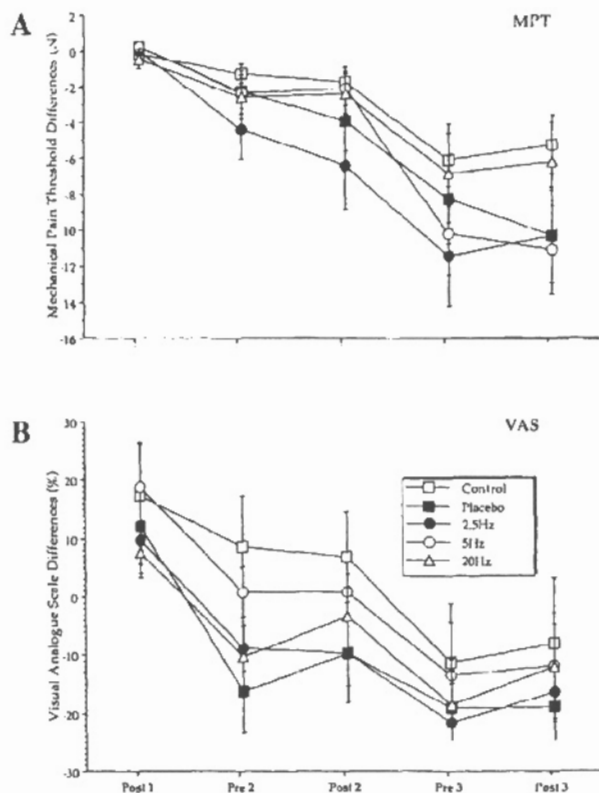 A
MPT
Mechanical Pain Threshold Differences (N)
2
0
-2
-4
-6
-8
-10
-12
-14
-16
B
VAS
Visual Analogue Scale Differences (%)
30
20
10
0
-10
-20
-30
Control
Placebo
2.5Hz
5Hz
20Hz
Post 1
Pre 2
Post 2
Pre 3
Post 3